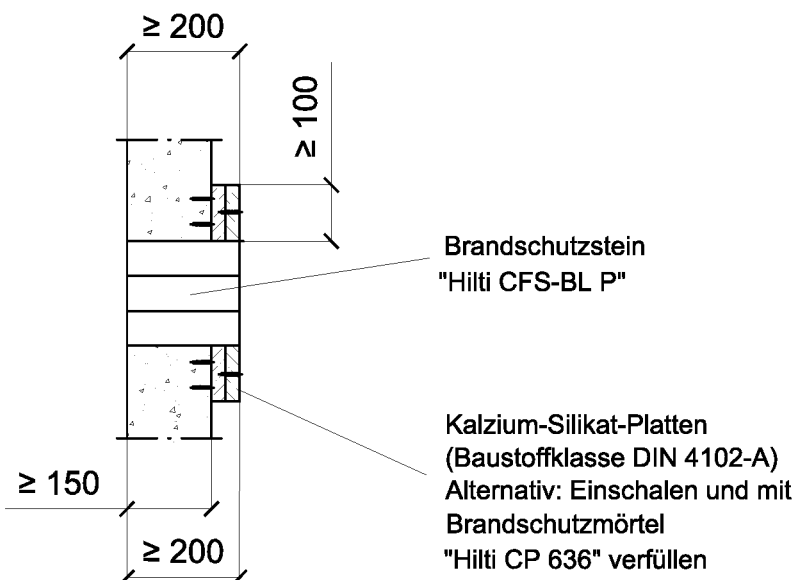 ≥ 200
≥ 100
Brandschutzstein
"Hilti CFS-BL P"
Kalzium-Silikat-Platten
(Baustoffklasse DIN 4102-A)
Alternativ: Einschalen und mit
Brandschutzmörtel
"Hilti CP 636" verfüllen
≥ 150
≥ 200